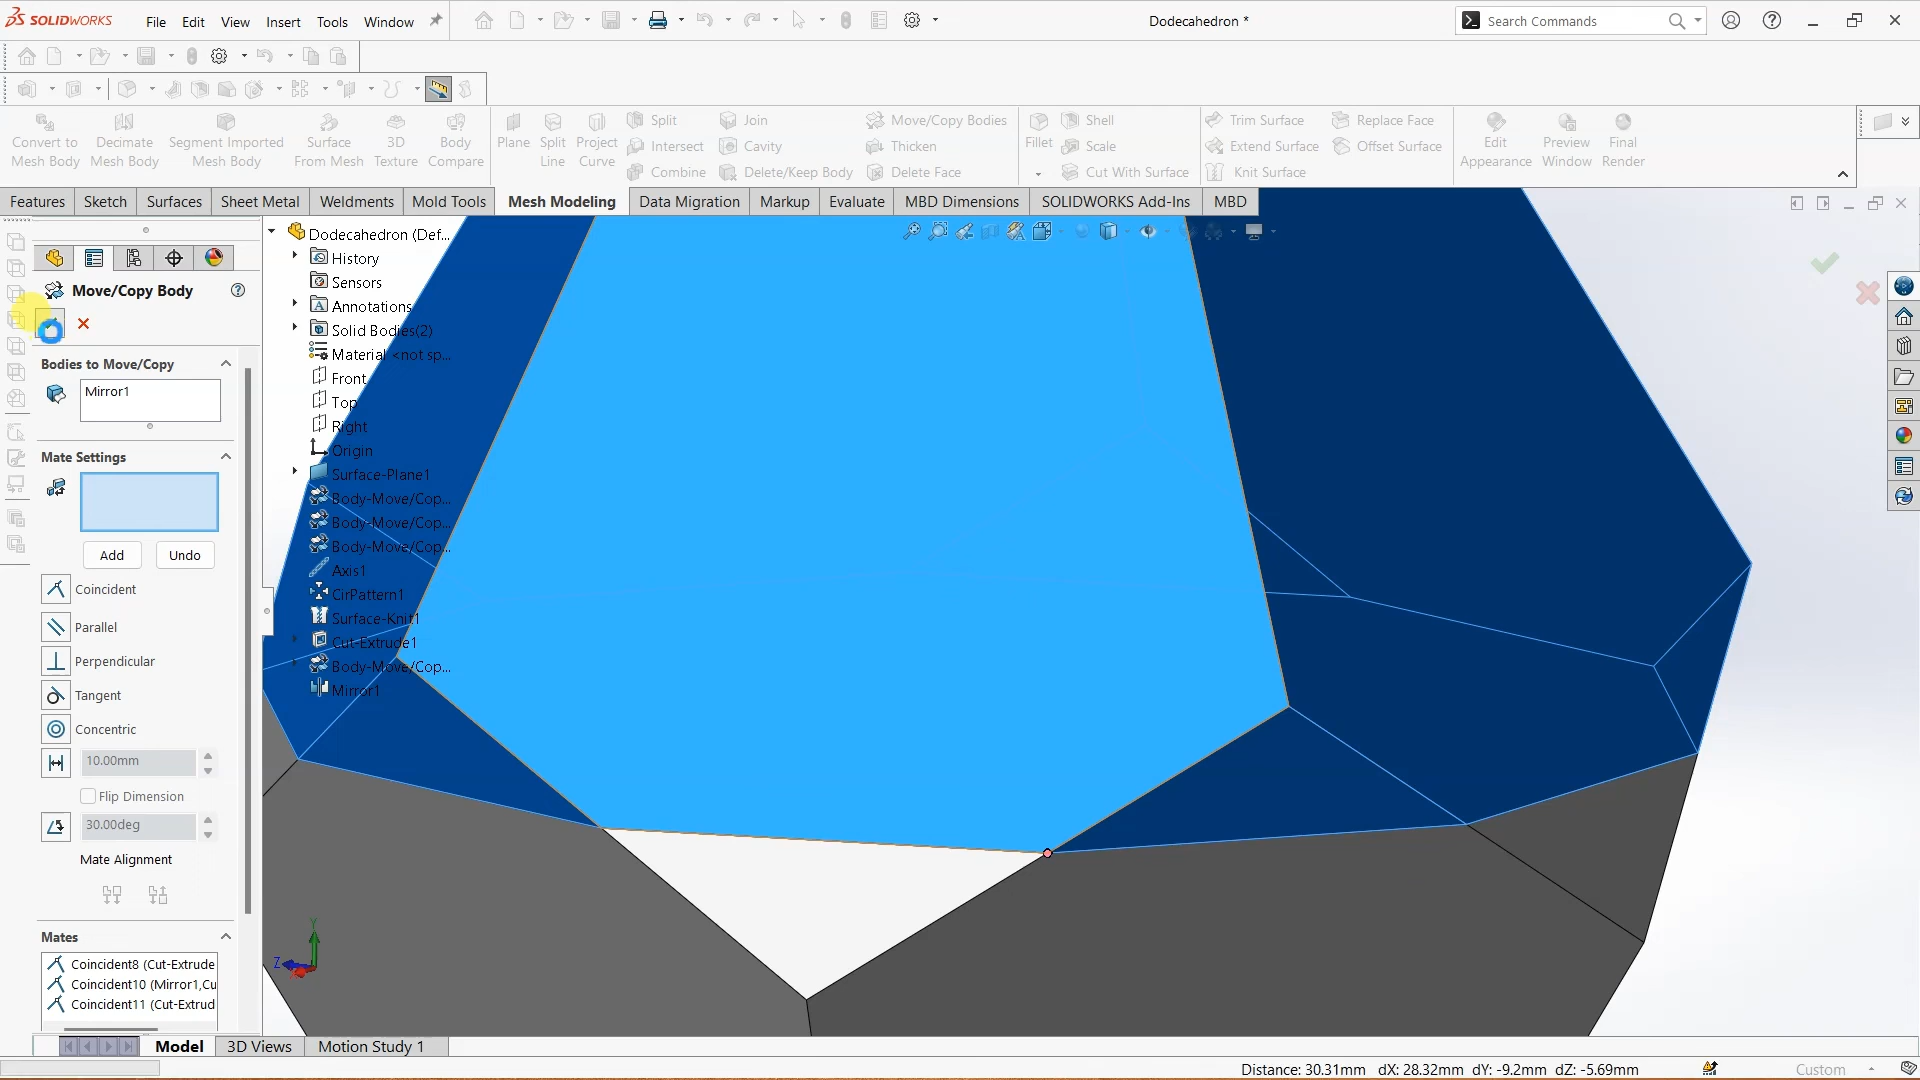 SOLIDWORKS File Edit View Insert Tools Window Dodecahedron * Search Commands
Convert to Mesh Body
Decimate Mesh Body
Segment Imported Mesh Body
Surface From Mesh
3D Texture
Body Compare
Plane
Split Line
Project Curve
Split
Intersect
Combine
Join
Cavity
Delete/Keep Body
Move/Copy Bodies
Thicken
Delete Face
Fillet
Shell
Scale
Cut With Surface
Trim Surface
Extend Surface
Knit Surface
Replace Face
Offset Surface
Edit Appearance
Preview Window
Final Render
Features Sketch Surfaces Sheet Metal Weldments Mold Tools Mesh Modeling Data Migration Markup Evaluate MBD Dimensions SOLIDWORKS Add-Ins MBD
Move/Copy Body
Bodies to Move/Copy
Mirror1
Mate Settings
Add Undo
Coincident
Parallel
Perpendicular
Tangent
Concentric
10.00mm
Flip Dimension
30.00deg
Mate Alignment
Mates
Coincident8 (Cut-Extrude
Coincident10 (Mirror1,Cu
Coincident11 (Cut-Extrud
Dodecahedron (Def...
History
Sensors
Annotations
Solid Bodies(2)
Material <not sp...
Front
Top
Right
Origin
Surface-Plane1
Body-Move/Cop...
Body-Move/Cop...
Body-Move/Cop...
Axis1
CirPattern1
Surface-Knit1
Cut-Extrude1
Body-Move/Cop...
Mirror1
Y
Z
Model 3D Views Motion Study 1
Distance: 30.31mm dX: 28.32mm dY: -9.2mm dZ: -5.69mm Custom